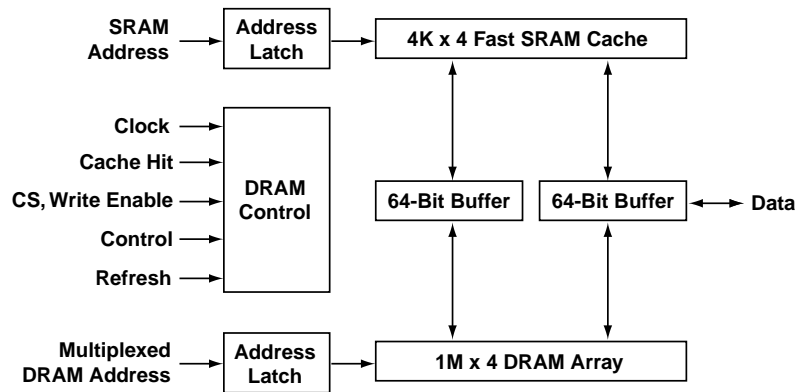 SRAM
Address
Address
Latch
4K x 4 Fast SRAM Cache
Clock
Cache Hit
CS, Write Enable
Control
Refresh
DRAM
Control
64-Bit Buffer
64-Bit Buffer
Data
Multiplexed
DRAM Address
Address
Latch
1M x 4 DRAM Array